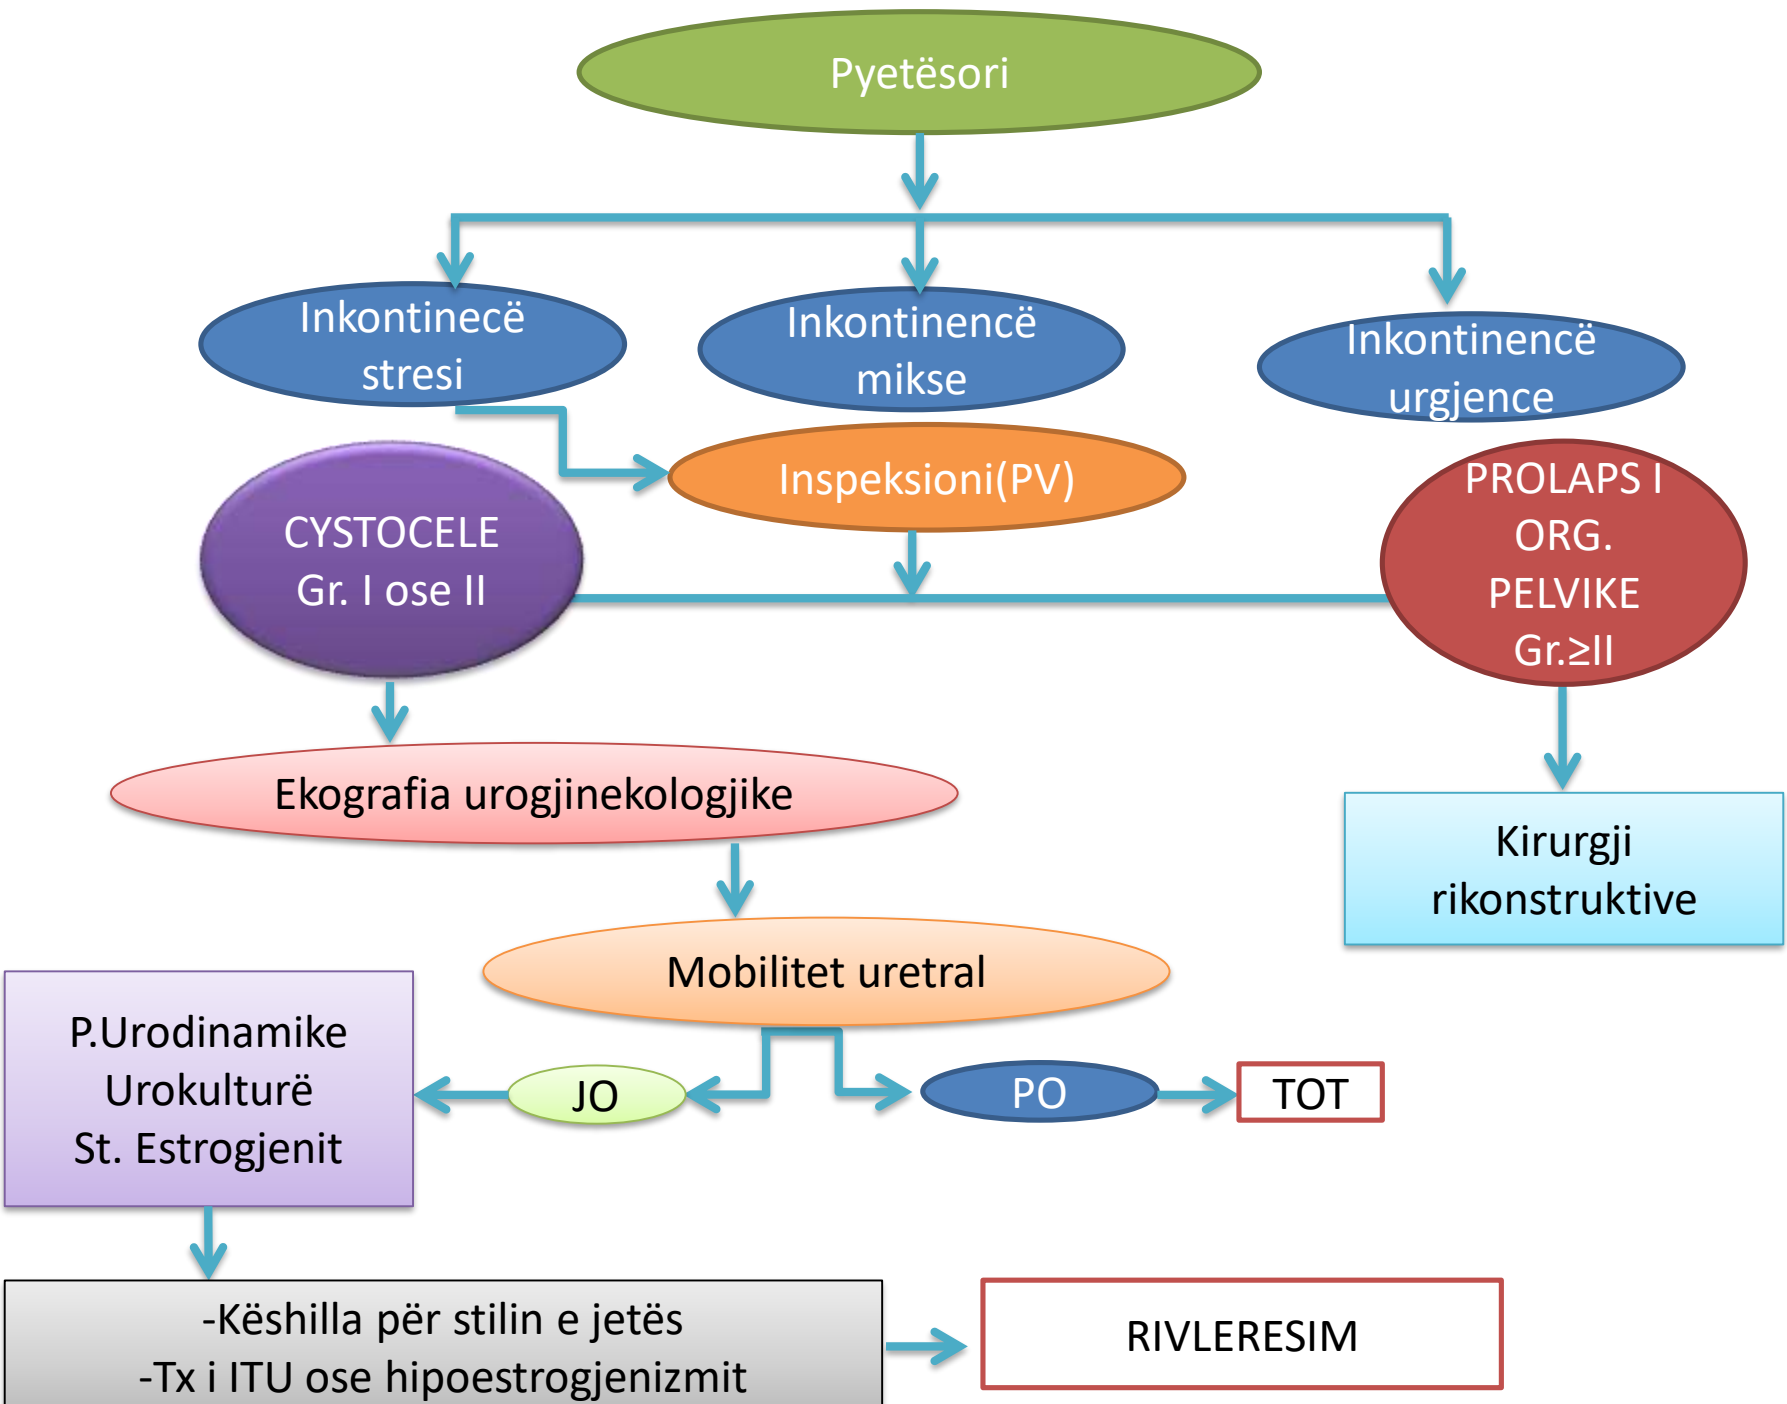 Pyetësori
Inkontinecë
stresi
Inkontinencë
mikse
Inkontinencë
urgjence
Inspeksioni(PV)
CYSTOCELE
Gr. I ose II
PROLAPS I
ORG.
PELVIKE
Gr.≥II
Ekografia urogjinekologjike
Kirurgji
rikonstruktive
Mobilitet uretral
P.Urodinamike
Urokulturë
St. Estrogjenit
JO
PO
TOT
-Këshilla për stilin e jetës
-Tx i ITU ose hipoestrogjenizmit
RIVLERESIM